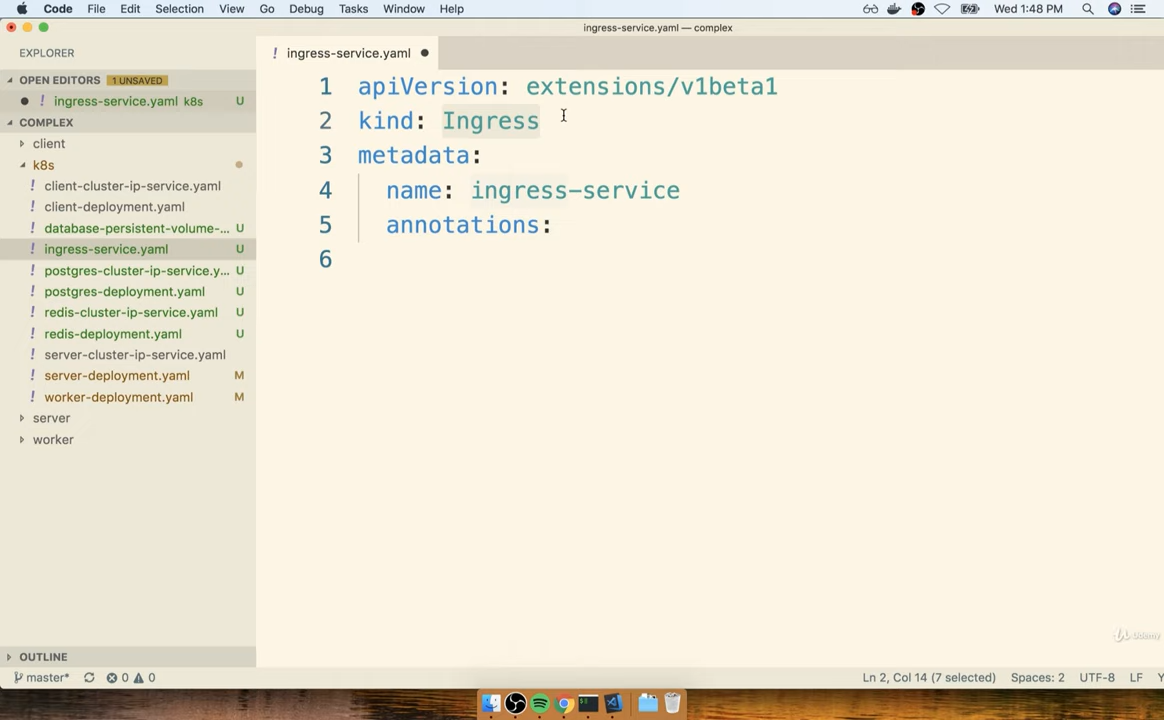 Code File Edit Selection View Go Debug Tasks Window Help Wed 1:48 PM
ingress-service.yaml — complex
EXPLORER
ingress-service.yaml
OPEN EDITORS 1 UNSAVED
ingress-service.yaml k8s U
COMPLEX
client
k8s
client-cluster-ip-service.yaml
client-deployment.yaml
database-persistent-volume-... U
ingress-service.yaml U
postgres-cluster-ip-service.y... U
postgres-deployment.yaml U
redis-cluster-ip-service.yaml U
redis-deployment.yaml U
server-cluster-ip-service.yaml
server-deployment.yaml M
worker-deployment.yaml M
server
worker
OUTLINE
1 apiVersion: extensions/v1beta1
2 kind: Ingress
3 metadata:
4 name: ingress-service
5 annotations:
6
Udemy
master* 0 0 Ln 2, Col 14 (7 selected) Spaces: 2 UTF-8 LF Y